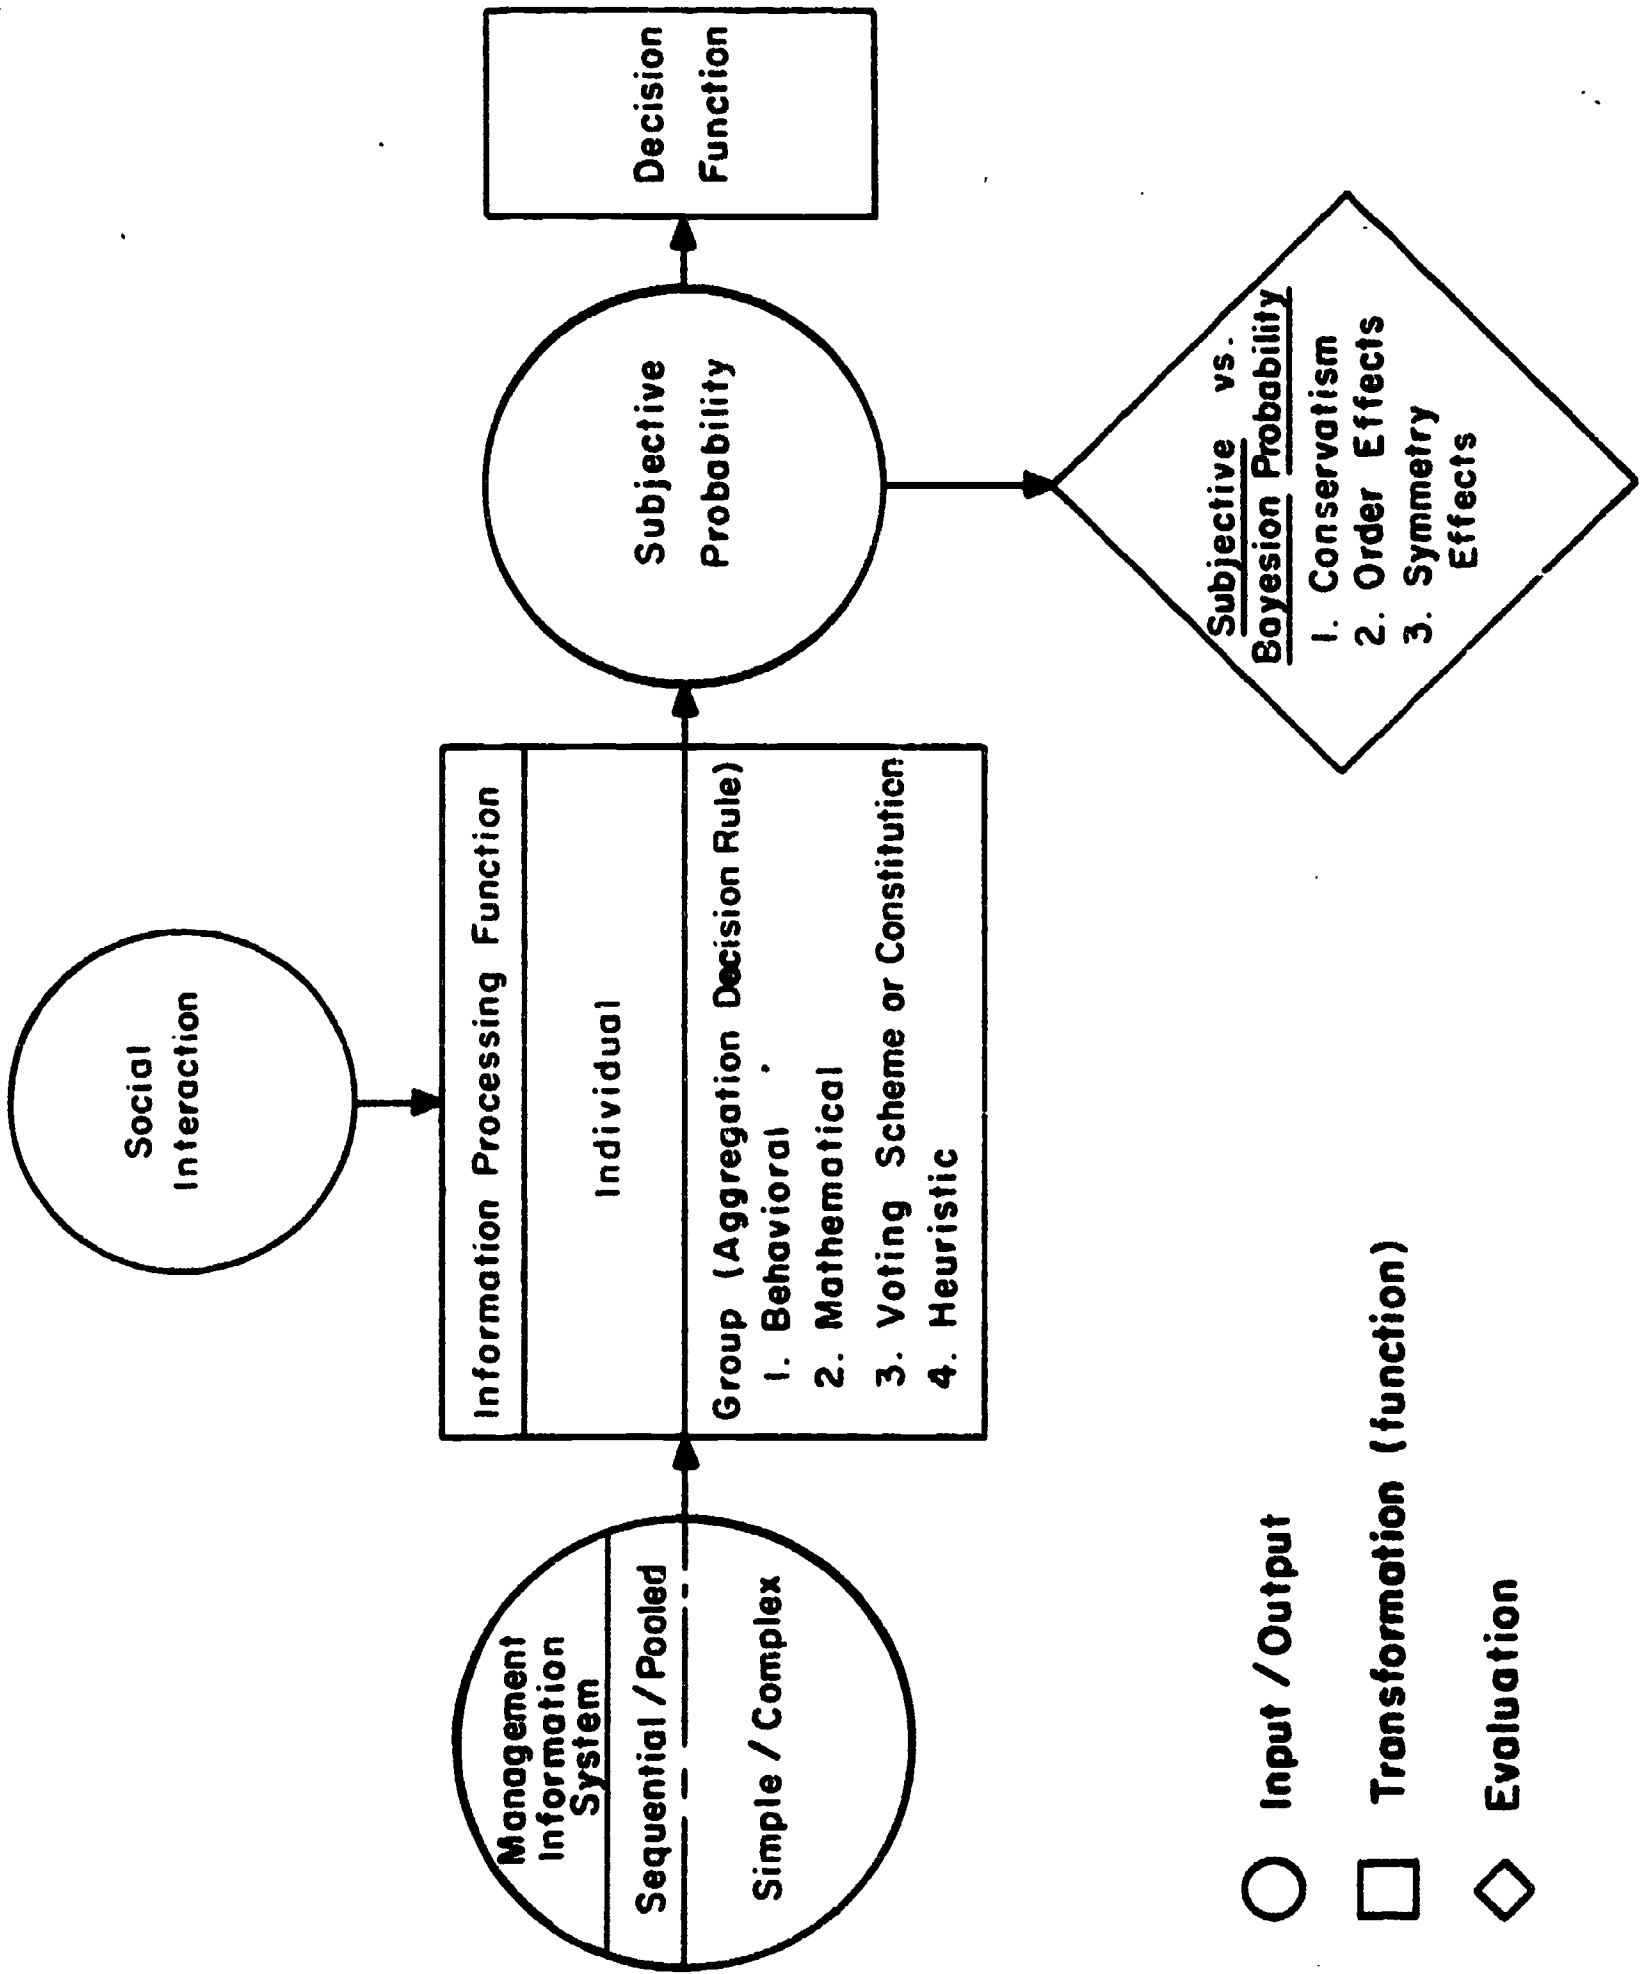 Social
Interaction
Management
Information
System
Sequential / Pooled
Simple / Complex
Information Processing Function
Individual
Group (Aggregation Decision Rule)
1. Behavioral
2. Mathematical
3. Voting Scheme or Constitution
4. Heuristic
Subjective
Probability
Decision
Function
Subjective vs.
Bayesion Probability
1. Conservatism
2. Order Effects
3. Symmetry
Effects
Input / Output
Transformation (function)
Evaluation